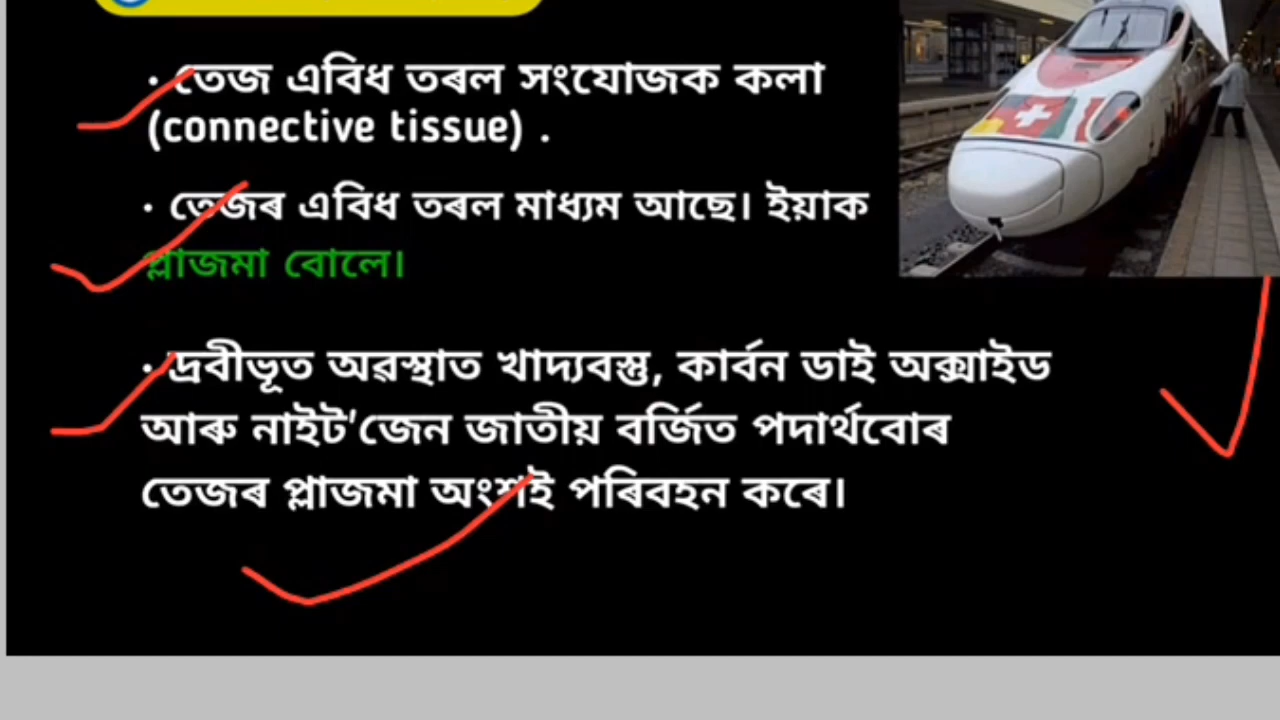 · তেজ এবিধ তৰল সংযোজক কলা
(connective tissue) .
· তেজৰ এবিধ তৰল মাধ্যম আছে। ইয়াক
প্লাজমা বোলে।
· দ্ৰবীভূত অৱস্থাত খাদ্যবস্তু, কাৰ্বন ডাই অক্সাইড
আৰু নাইট'জেন জাতীয় বৰ্জিত পদাৰ্থবোৰ
তেজৰ প্লাজমা অংশই পৰিবহন কৰে।